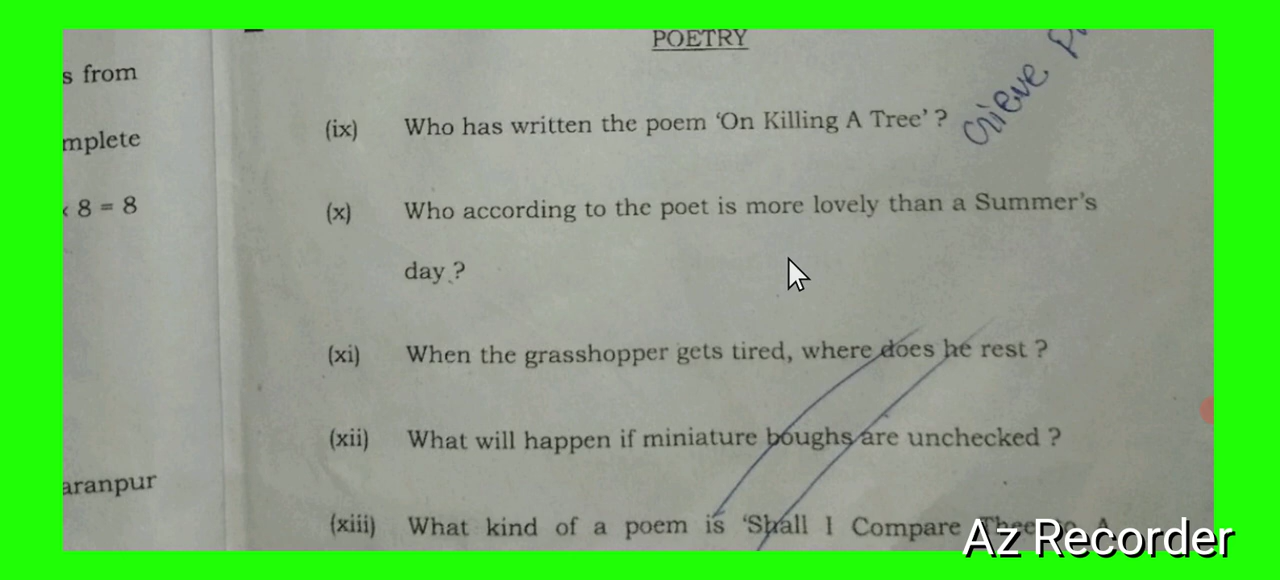 POETRY
s from
mplete
8 = 8
aranpur
(ix) Who has written the poem 'On Killing A Tree' ?
(x) Who according to the poet is more lovely than a Summer's
day ?
(xi) When the grasshopper gets tired, where does he rest ?
(xii) What will happen if miniature boughs are unchecked ?
(xiii) What kind of a poem is 'Shall I Compare Thee To A
Az Recorder